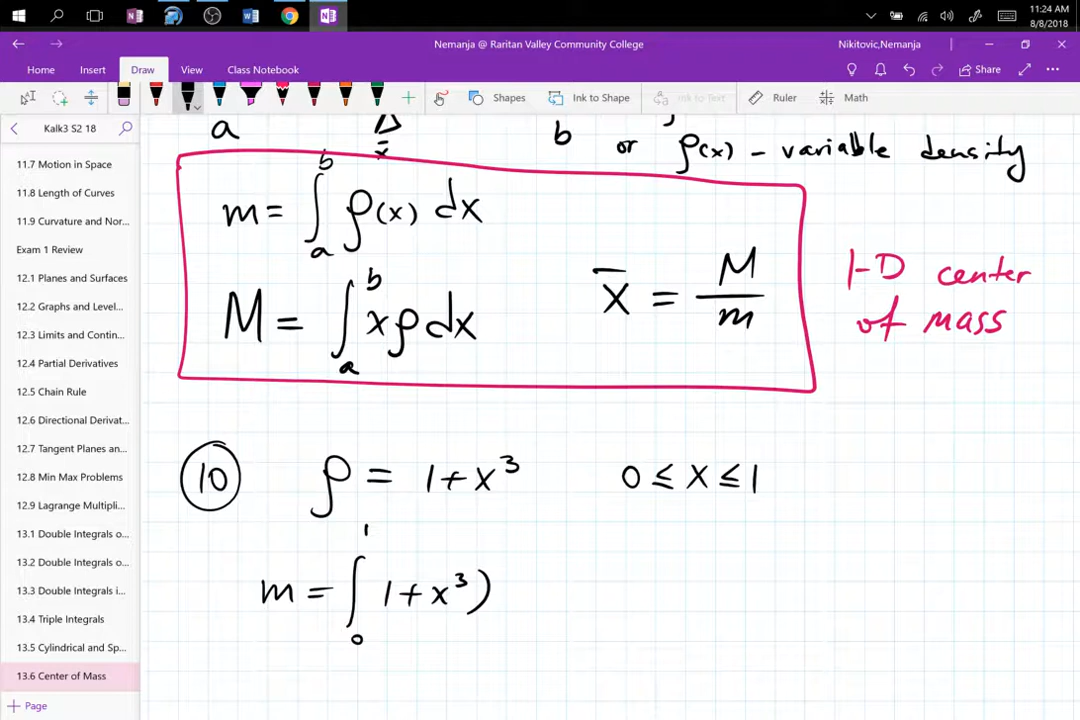 11:24 AM
8/8/2018
Nemanja @ Raritan Valley Community College
Nikitovic,Nemanja
Home Insert Draw View Class Notebook
Share
Shapes Ink to Shape Ink to Text Ruler Math
Kalk3 S2 18
11.7 Motion in Space
11.8 Length of Curves
11.9 Curvature and Nor...
Exam 1 Review
12.1 Planes and Surfaces
12.2 Graphs and Level...
12.3 Limits and Contin...
12.4 Partial Derivatives
12.5 Chain Rule
12.6 Directional Derivat...
12.7 Tangent Planes an...
12.8 Min Max Problems
12.9 Lagrange Multipli...
13.1 Double Integrals o...
13.2 Double Integrals o...
13.3 Double Integrals i...
13.4 Triple Integrals
13.5 Cylindrical and Sp...
13.6 Center of Mass
Page
a Δ x̄ b or ρ(x) - variable density
m = ∫_a^b ρ(x) dx
M = ∫_a^b xρ dx
x̄ = M/m
1-D center
of mass
10 ρ = 1+x³ 0 ≤ x ≤ 1
m = ∫_0^1 1+x³)